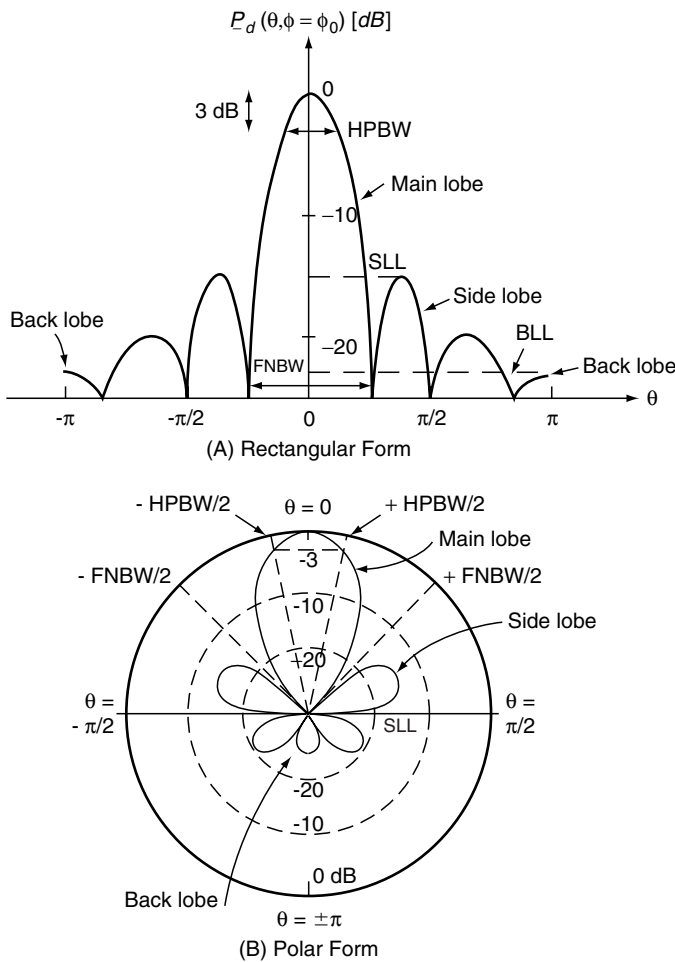 P_d (θ,ϕ = ϕ₀) [dB]
0
3 dB
HPBW
Main lobe
–10
SLL
Side lobe
Back lobe
–20
BLL
FNBW
Back lobe
-π
-π/2
0
π/2
π
θ
(A) Rectangular Form
- HPBW/2
θ = 0
+ HPBW/2
Main lobe
-3
- FNBW/2
+ FNBW/2
-10
Side lobe
+20
θ =
- π/2
θ =
π/2
SLL
-20
-10
0 dB
Back lobe
θ = ±π
(B) Polar Form